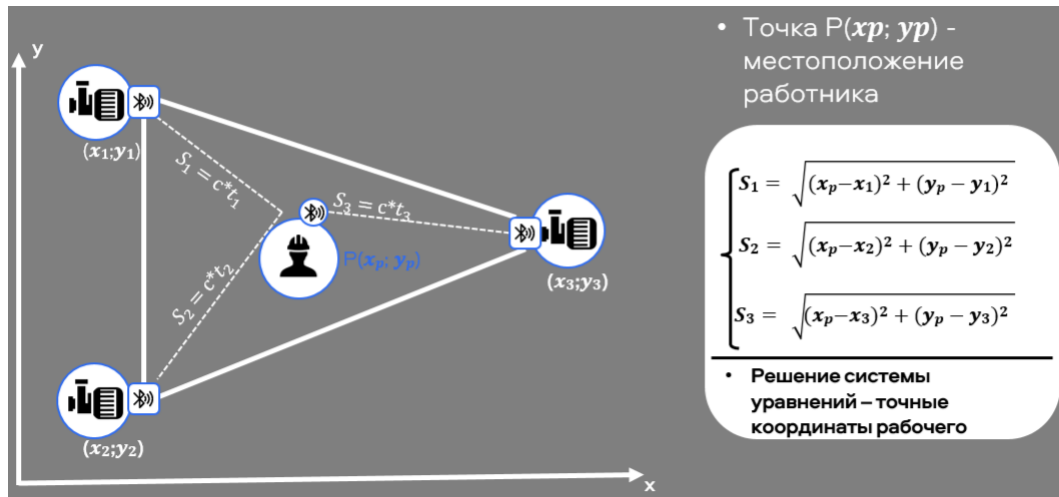 y
(x₁;y₁)
S₁ = c*t₁
S₃ = c*t₃
P(xₚ; yₚ)
(x₃;y₃)
S₂ = c*t₂
(x₂;y₂)
x
• Точка P(xp; yp) -
местоположение
работника
S₁ = √(xₚ−x₁)² + (yₚ − y₁)²
S₂ = √(xₚ−x₂)² + (yₚ − y₂)²
S₃ = √(xₚ−x₃)² + (yₚ − y₃)²
• Решение системы
уравнений – точные
координаты рабочего